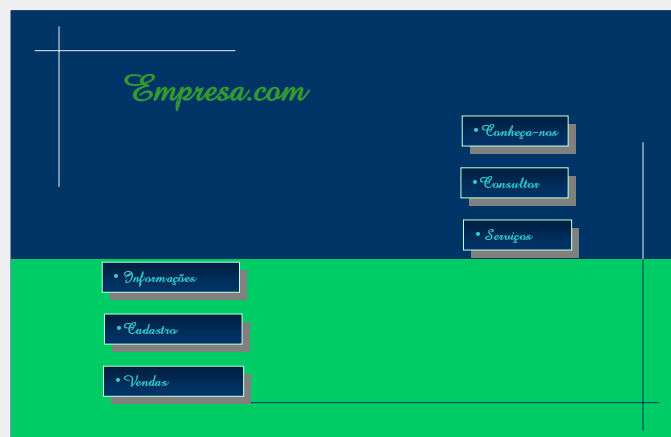 Empresa.com
• Conheça-nos
• Consultor
• Serviços
• Informações
• Cadastro
• Vendas